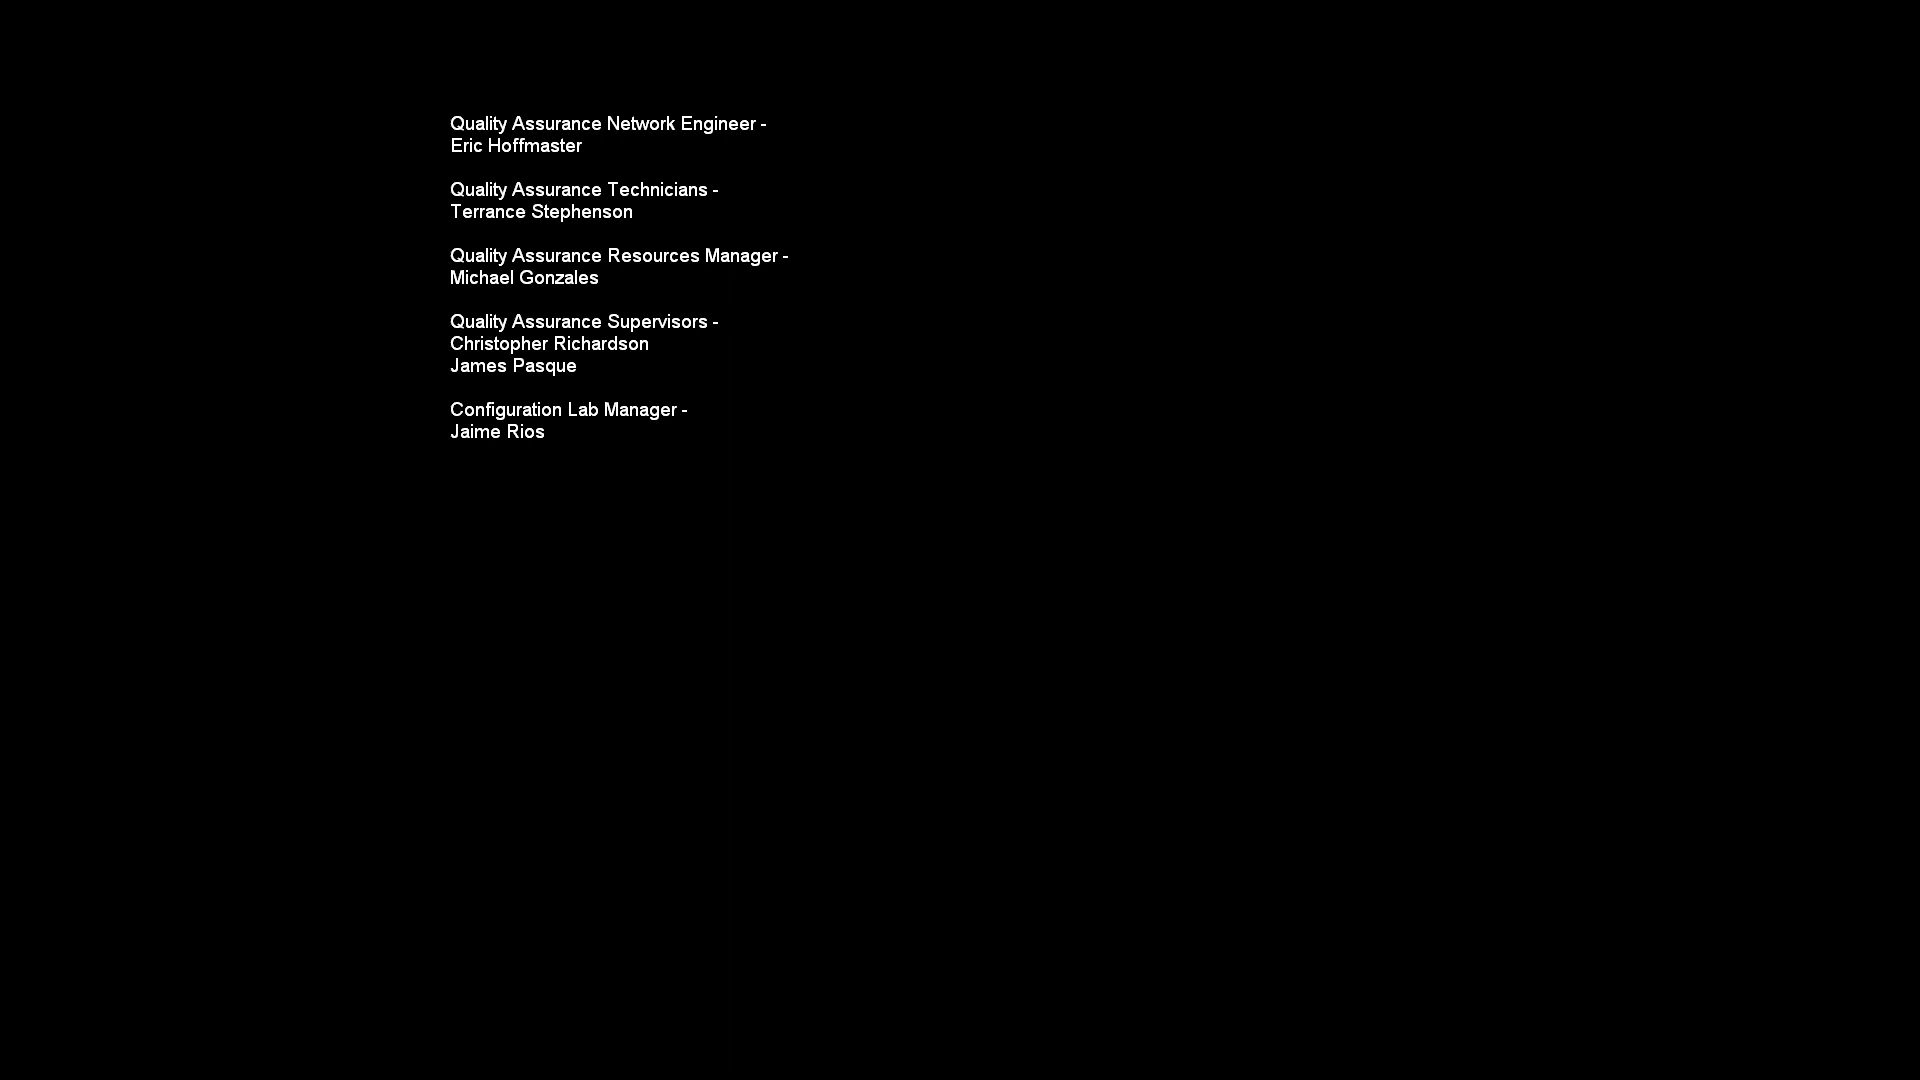 Quality Assurance Network Engineer -
Eric Hoffmaster
Quality Assurance Technicians -
Terrance Stephenson
Quality Assurance Resources Manager -
Michael Gonzales
Quality Assurance Supervisors -
Christopher Richardson
James Pasque
Configuration Lab Manager -
Jaime Rios